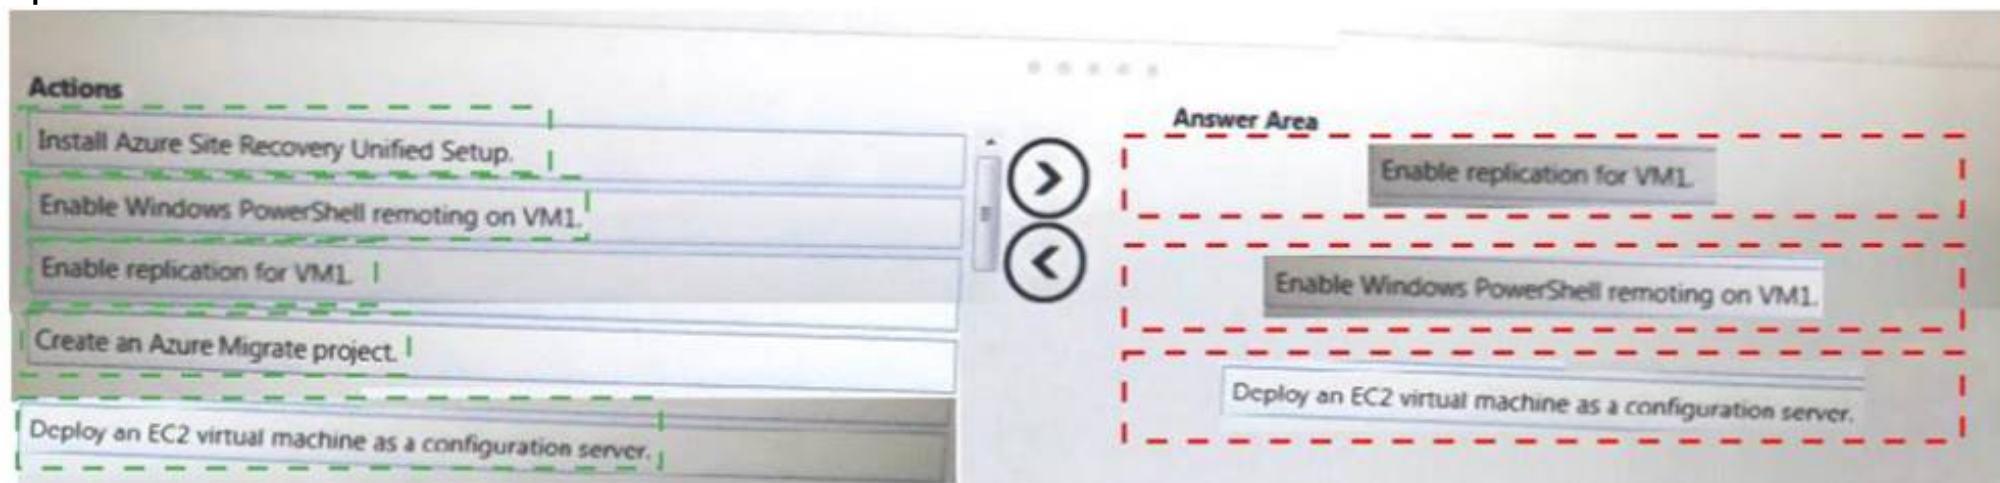 Actions
Install Azure Site Recovery Unified Setup.
Enable Windows PowerShell remoting on VM1.
Enable replication for VM1.
Create an Azure Migrate project.
Deploy an EC2 virtual machine as a configuration server.
Answer Area
Enable replication for VM1.
Enable Windows PowerShell remoting on VM1.
Deploy an EC2 virtual machine as a configuration server.